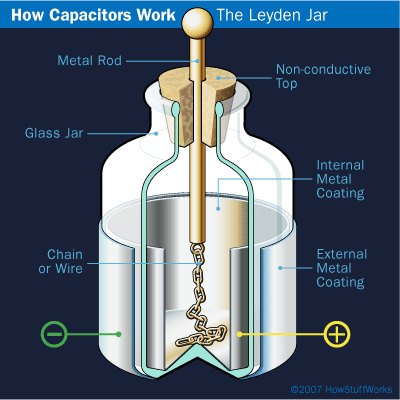 How Capacitors Work The Leyden Jar
Metal Rod
Non-conductive
Top
Glass Jar
Internal
Metal
Coating
Chain
or Wire
External
Metal
Coating
©2007 HowStuffWorks